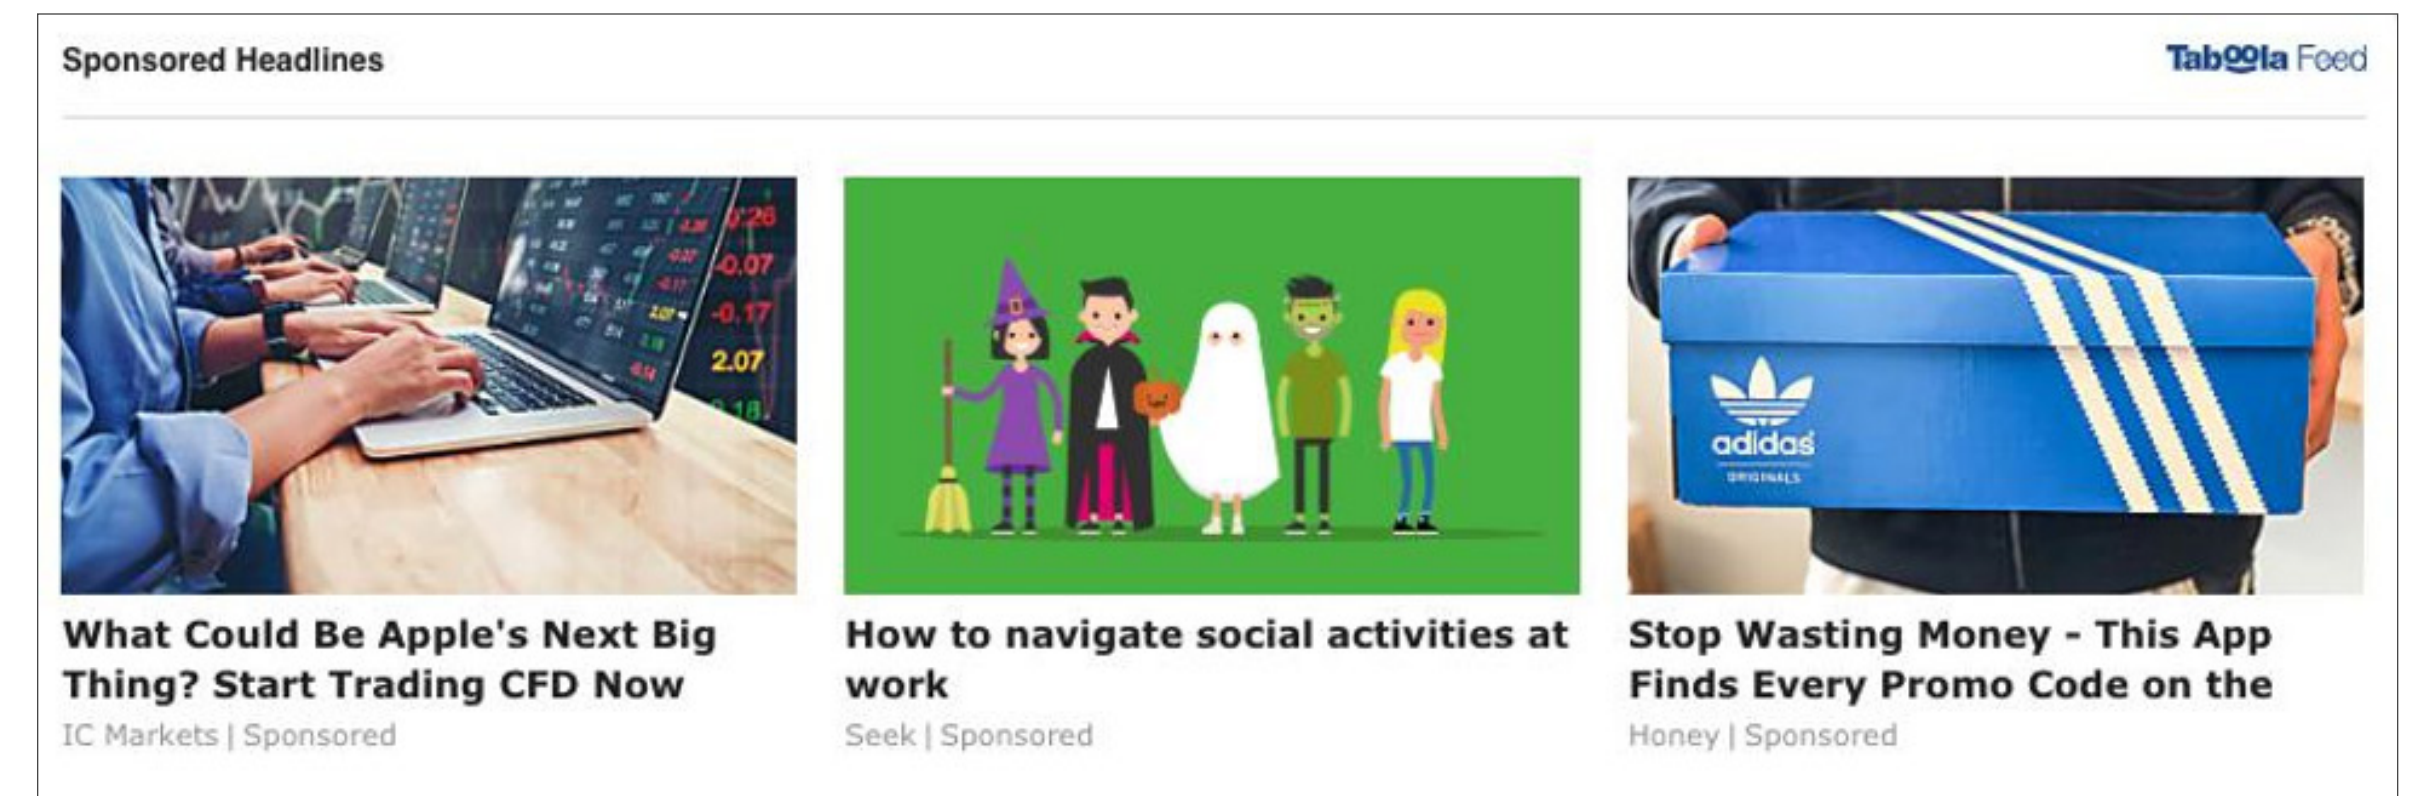 Sponsored Headlines
Taboola Feed
0.26
-0.07
-0.17
2.07
adidas
ORIGINALS
What Could Be Apple's Next Big
Thing? Start Trading CFD Now
IC Markets | Sponsored
How to navigate social activities at
work
Seek | Sponsored
Stop Wasting Money - This App
Finds Every Promo Code on the
Honey | Sponsored